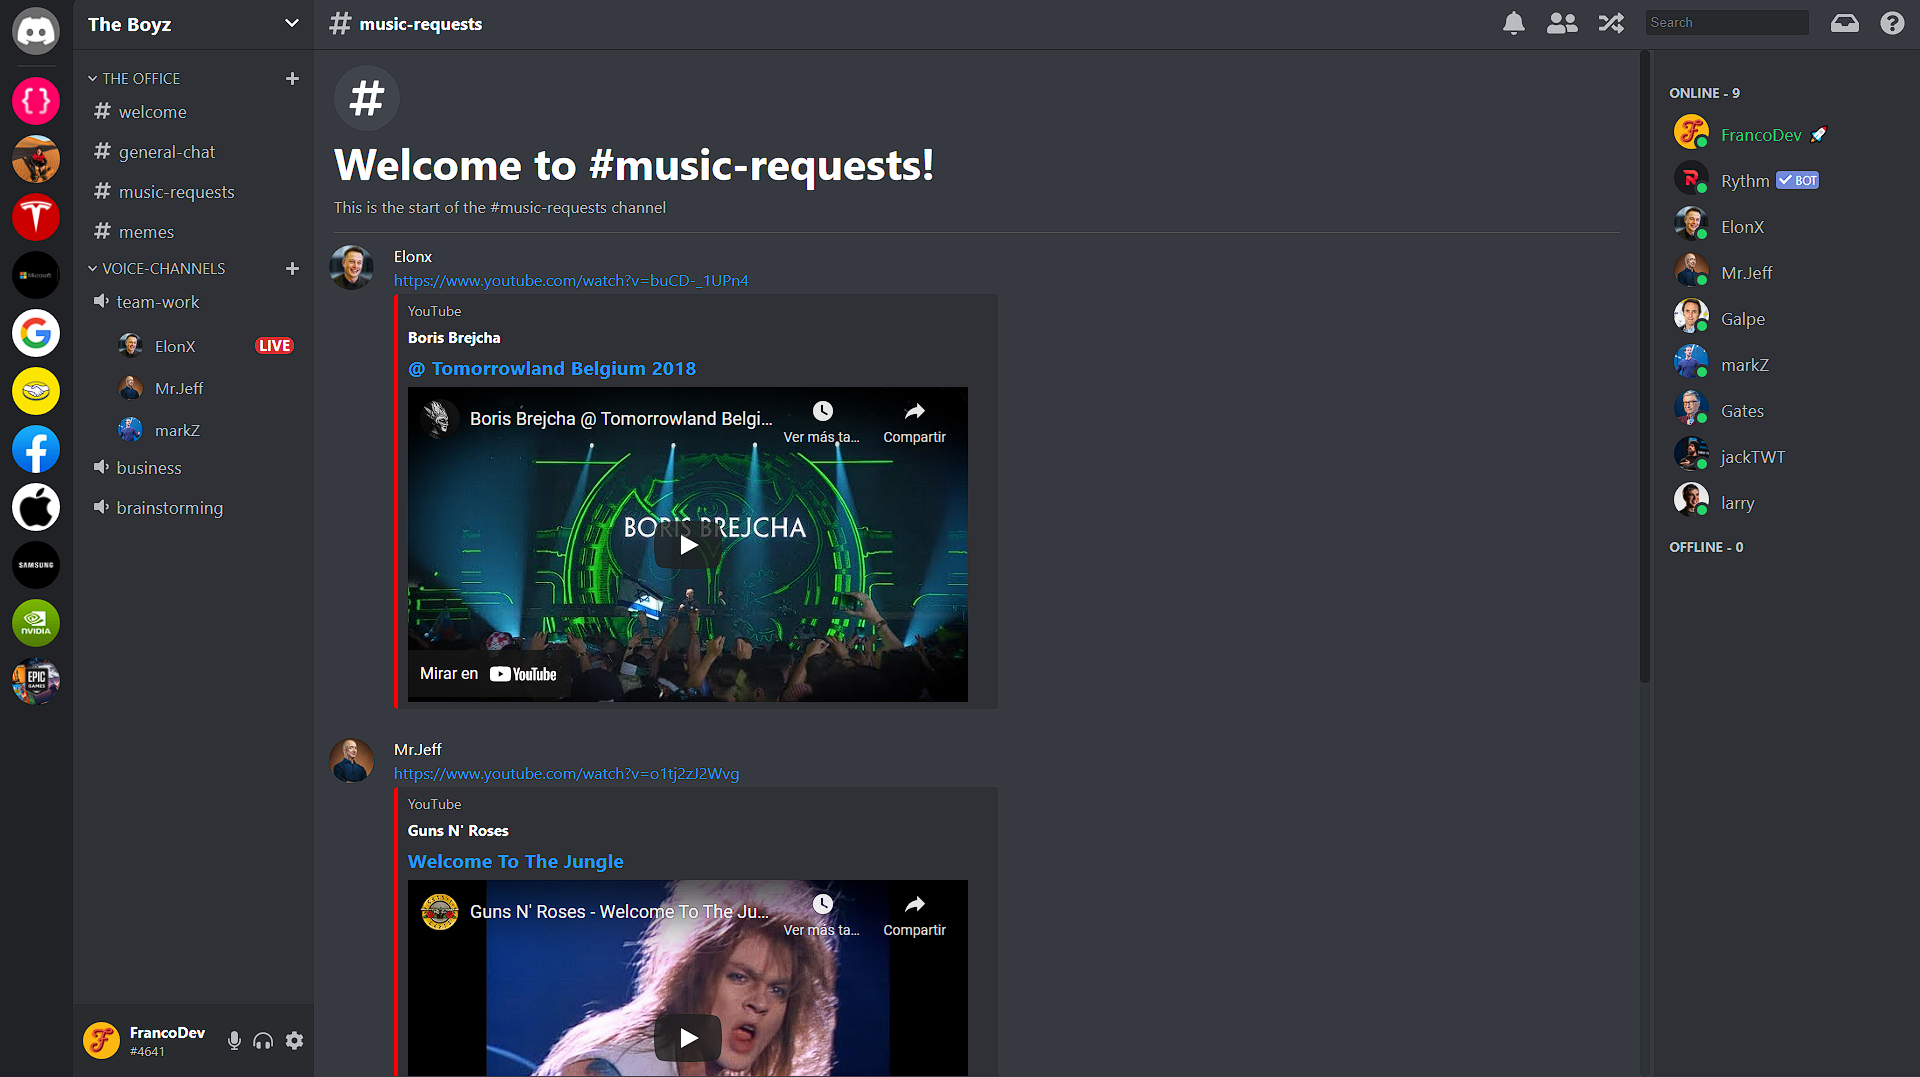 The Boyz
THE OFFICE
welcome
general-chat
music-requests
memes
VOICE-CHANNELS
team-work
ElonX
LIVE
Mr.Jeff
markZ
business
brainstorming
FrancoDev
#4641
Microsoft
SAMSUNG
NVIDIA
EPIC
GAMES
# music-requests
Search
#
Welcome to #music-requests!
This is the start of the #music-requests channel
Elonx
https://www.youtube.com/watch?v=buCD-_1UPn4
YouTube
Boris Brejcha
@ Tomorrowland Belgium 2018
Boris Brejcha @ Tomorrowland Belgi...
Ver más ta...
Compartir
BORIS BREJCHA
Mirar en YouTube
Mr.Jeff
https://www.youtube.com/watch?v=o1tj2zJ2Wvg
YouTube
Guns N' Roses
Welcome To The Jungle
Guns N' Roses - Welcome To The Ju...
Ver más ta...
Compartir
ONLINE - 9
FrancoDev
Rythm BOT
ElonX
Mr.Jeff
Galpe
markZ
Gates
jackTWT
larry
OFFLINE - 0